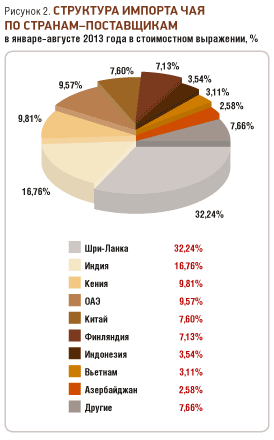 Рисунок 2. СТРУКТУРА ИМПОРТА ЧАЯ
ПО СТРАНАМ–ПОСТАВЩИКАМ
в январе–августе 2013 года в стоимостном выражении, %
7,60%
7,13%
3,54%
9,57%
3,11%
2,58%
9,81%
7,66%
16,76%
32,24%
Шри-Ланка 32,24%
Индия 16,76%
Кения 9,81%
ОАЭ 9,57%
Китай 7,60%
Финляндия 7,13%
Индонезия 3,54%
Вьетнам 3,11%
Азербайджан 2,58%
Другие 7,66%